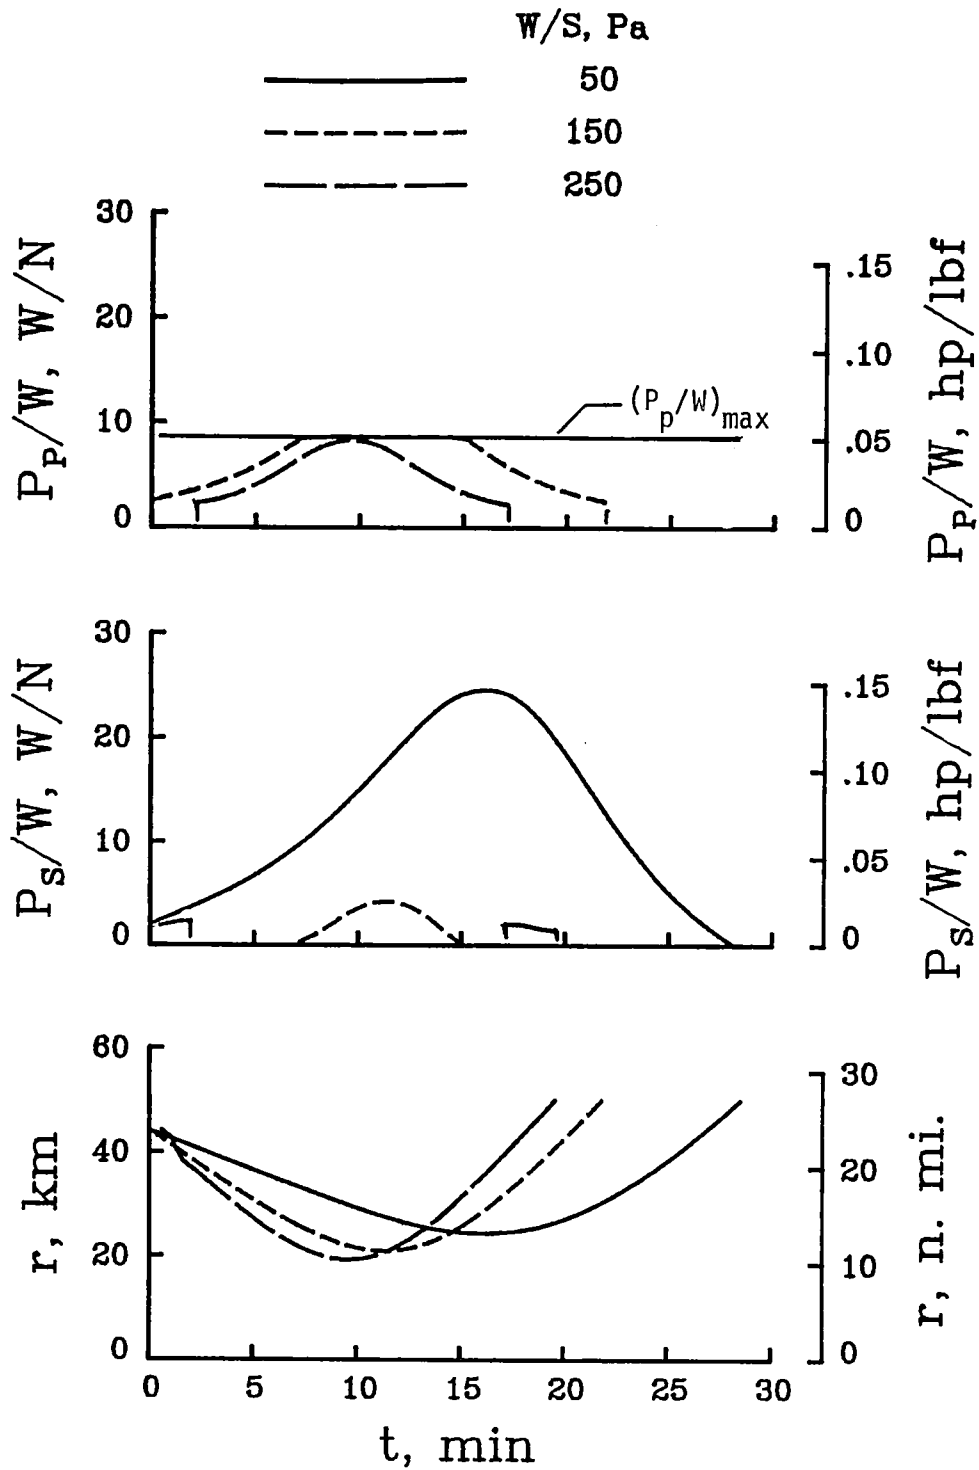 W/S, Pa
50
150
250
30
20
10
0
P_P/W, W/N
(P_p/W)_max
.15
.10
.05
0
P_P/W, hp/lbf
30
20
10
0
P_S/W, W/N
.15
.10
.05
0
P_S/W, hp/lbf
60
40
20
0
r, km
30
20
10
0
r, n. mi.
0 5 10 15 20 25 30
t, min